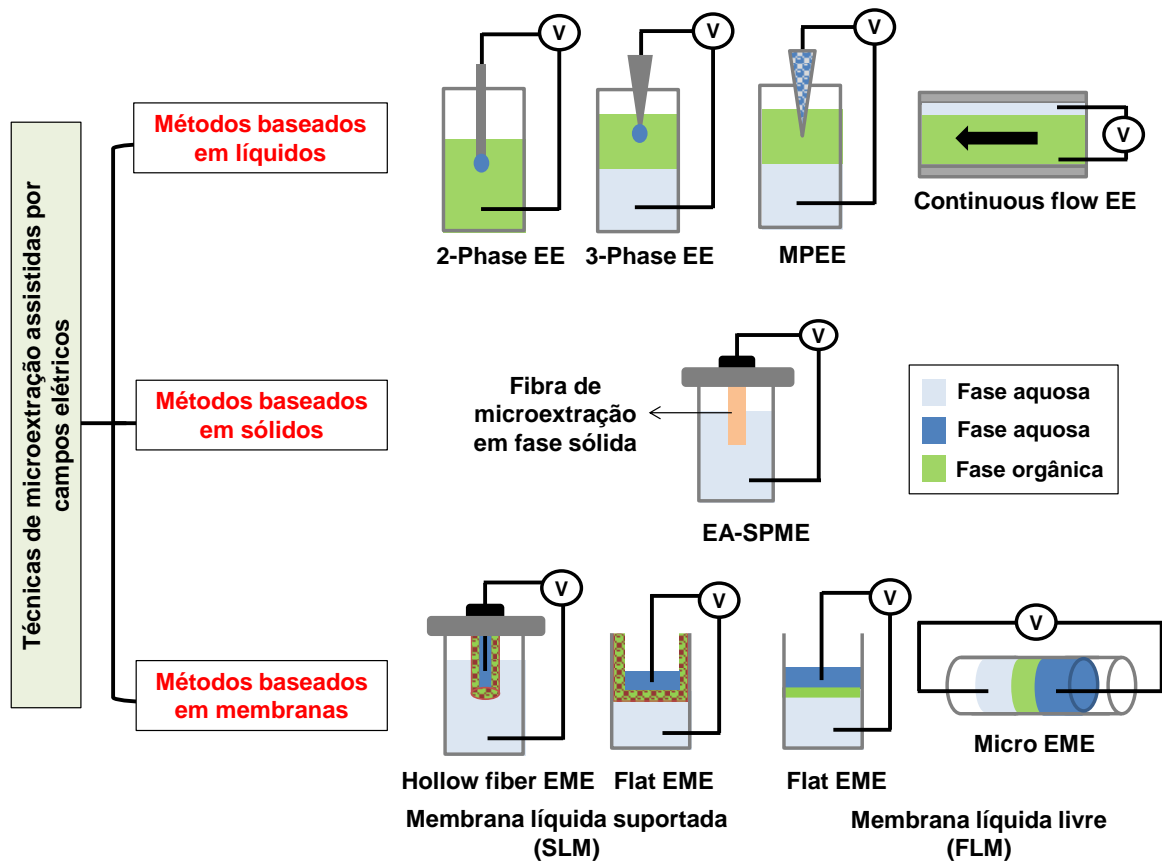 Técnicas de microextração assistidas por
campos elétricos
Métodos baseados
em líquidos
V
V
V
V
2-Phase EE
3-Phase EE
MPEE
Continuous flow EE
Métodos baseados
em sólidos
Fibra de
microextração
em fase sólida
V
EA-SPME
Fase aquosa
Fase aquosa
Fase orgânica
Métodos baseados
em membranas
V
V
V
V
Hollow fiber EME
Flat EME
Flat EME
Micro EME
Membrana líquida suportada
(SLM)
Membrana líquida livre
(FLM)